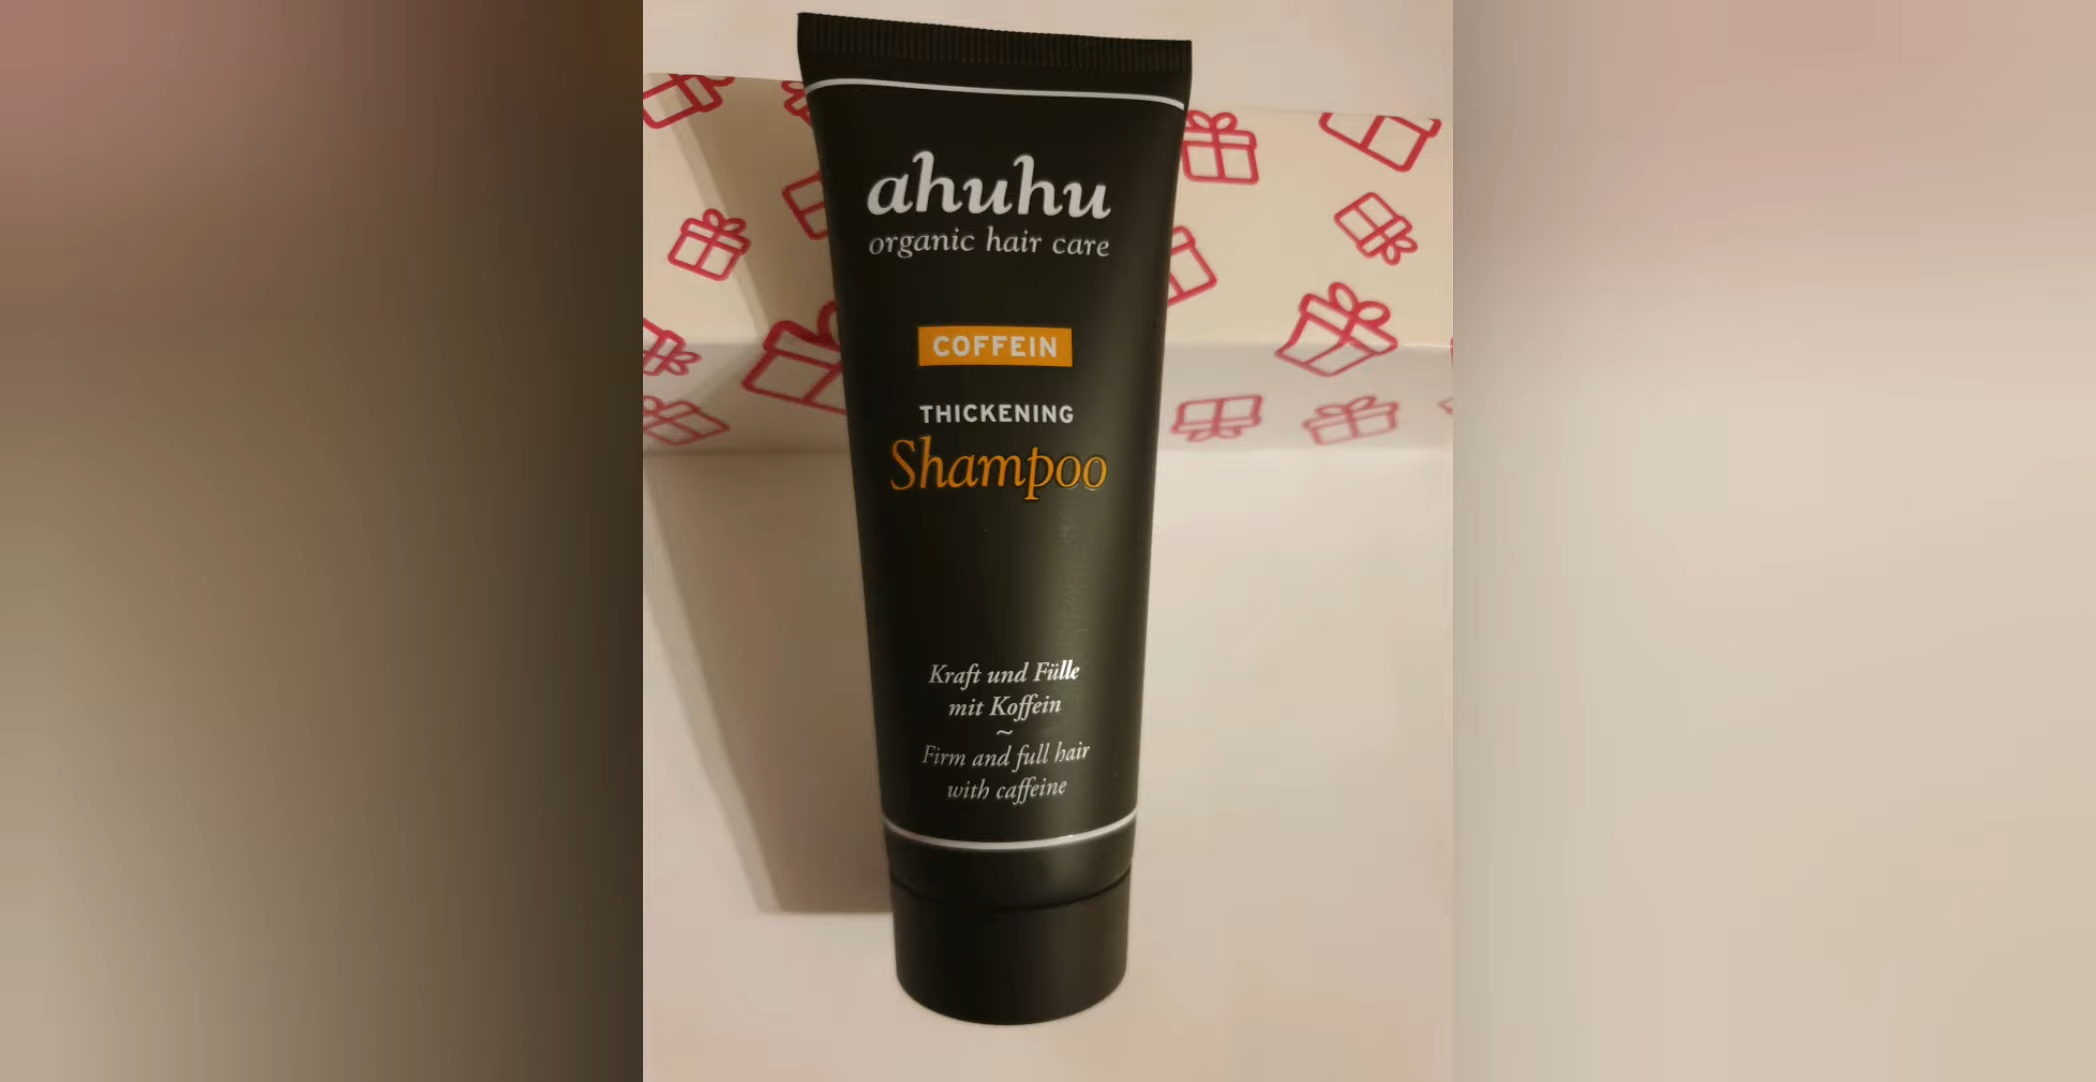 ahuhu
organic hair care
COFFEIN
THICKENING
Shampoo
Kraft und Fülle
mit Koffein
~
Firm and full hair
with caffeine